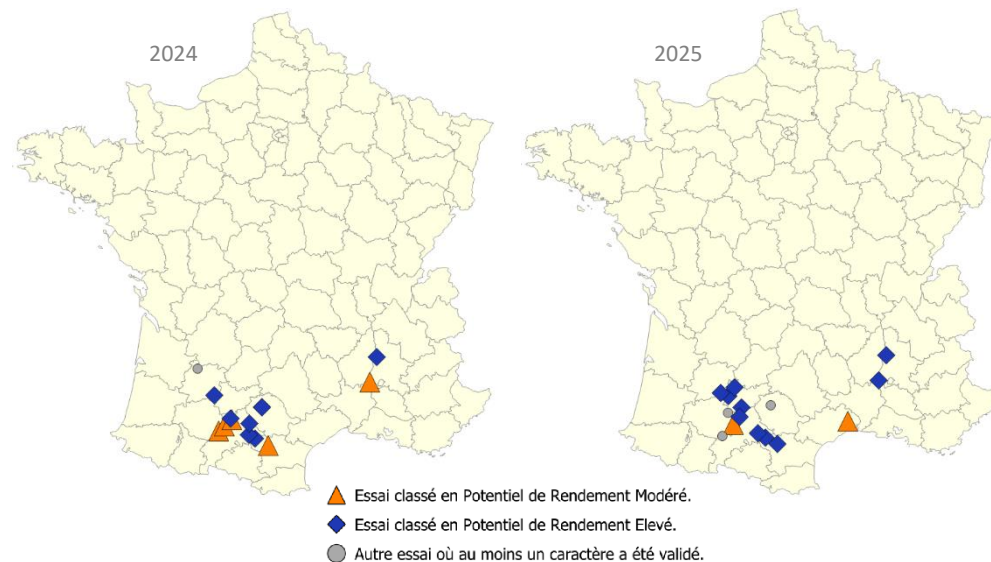 2024
2025
Essai classé en Potentiel de Rendement Modéré.
Essai classé en Potentiel de Rendement Elevé.
Autre essai où au moins un caractère a été validé.